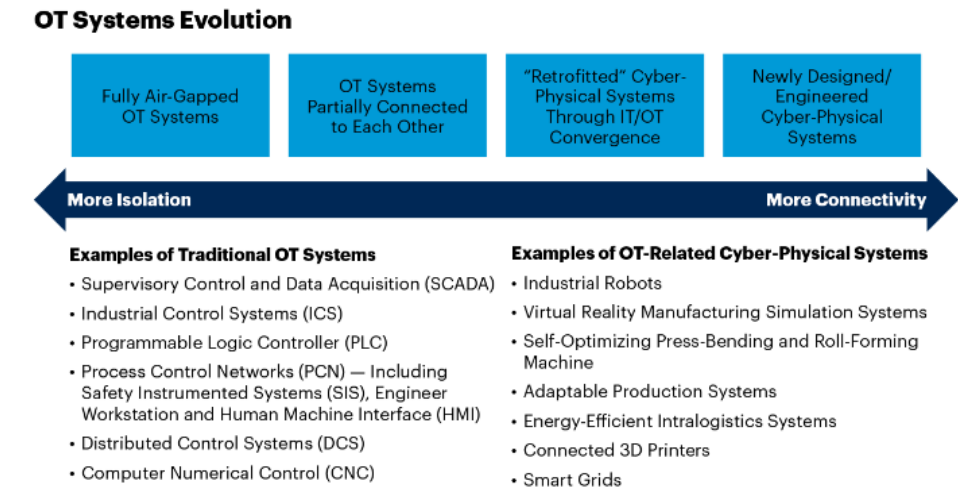 OT Systems Evolution
Fully Air-Gapped
OT Systems
OT Systems
Partially Connected
to Each Other
“Retrofitted” Cyber-
Physical Systems
Through IT/OT
Convergence
Newly Designed/
Engineered
Cyber-Physical
Systems
More Isolation
More Connectivity
Examples of Traditional OT Systems
• Supervisory Control and Data Acquisition (SCADA)
• Industrial Control Systems (ICS)
• Programmable Logic Controller (PLC)
• Process Control Networks (PCN) — Including
Safety Instrumented Systems (SIS), Engineer
Workstation and Human Machine Interface (HMI)
• Distributed Control Systems (DCS)
• Computer Numerical Control (CNC)
Examples of OT-Related Cyber-Physical Systems
• Industrial Robots
• Virtual Reality Manufacturing Simulation Systems
• Self-Optimizing Press-Bending and Roll-Forming
Machine
• Adaptable Production Systems
• Energy-Efficient Intralogistics Systems
• Connected 3D Printers
• Smart Grids